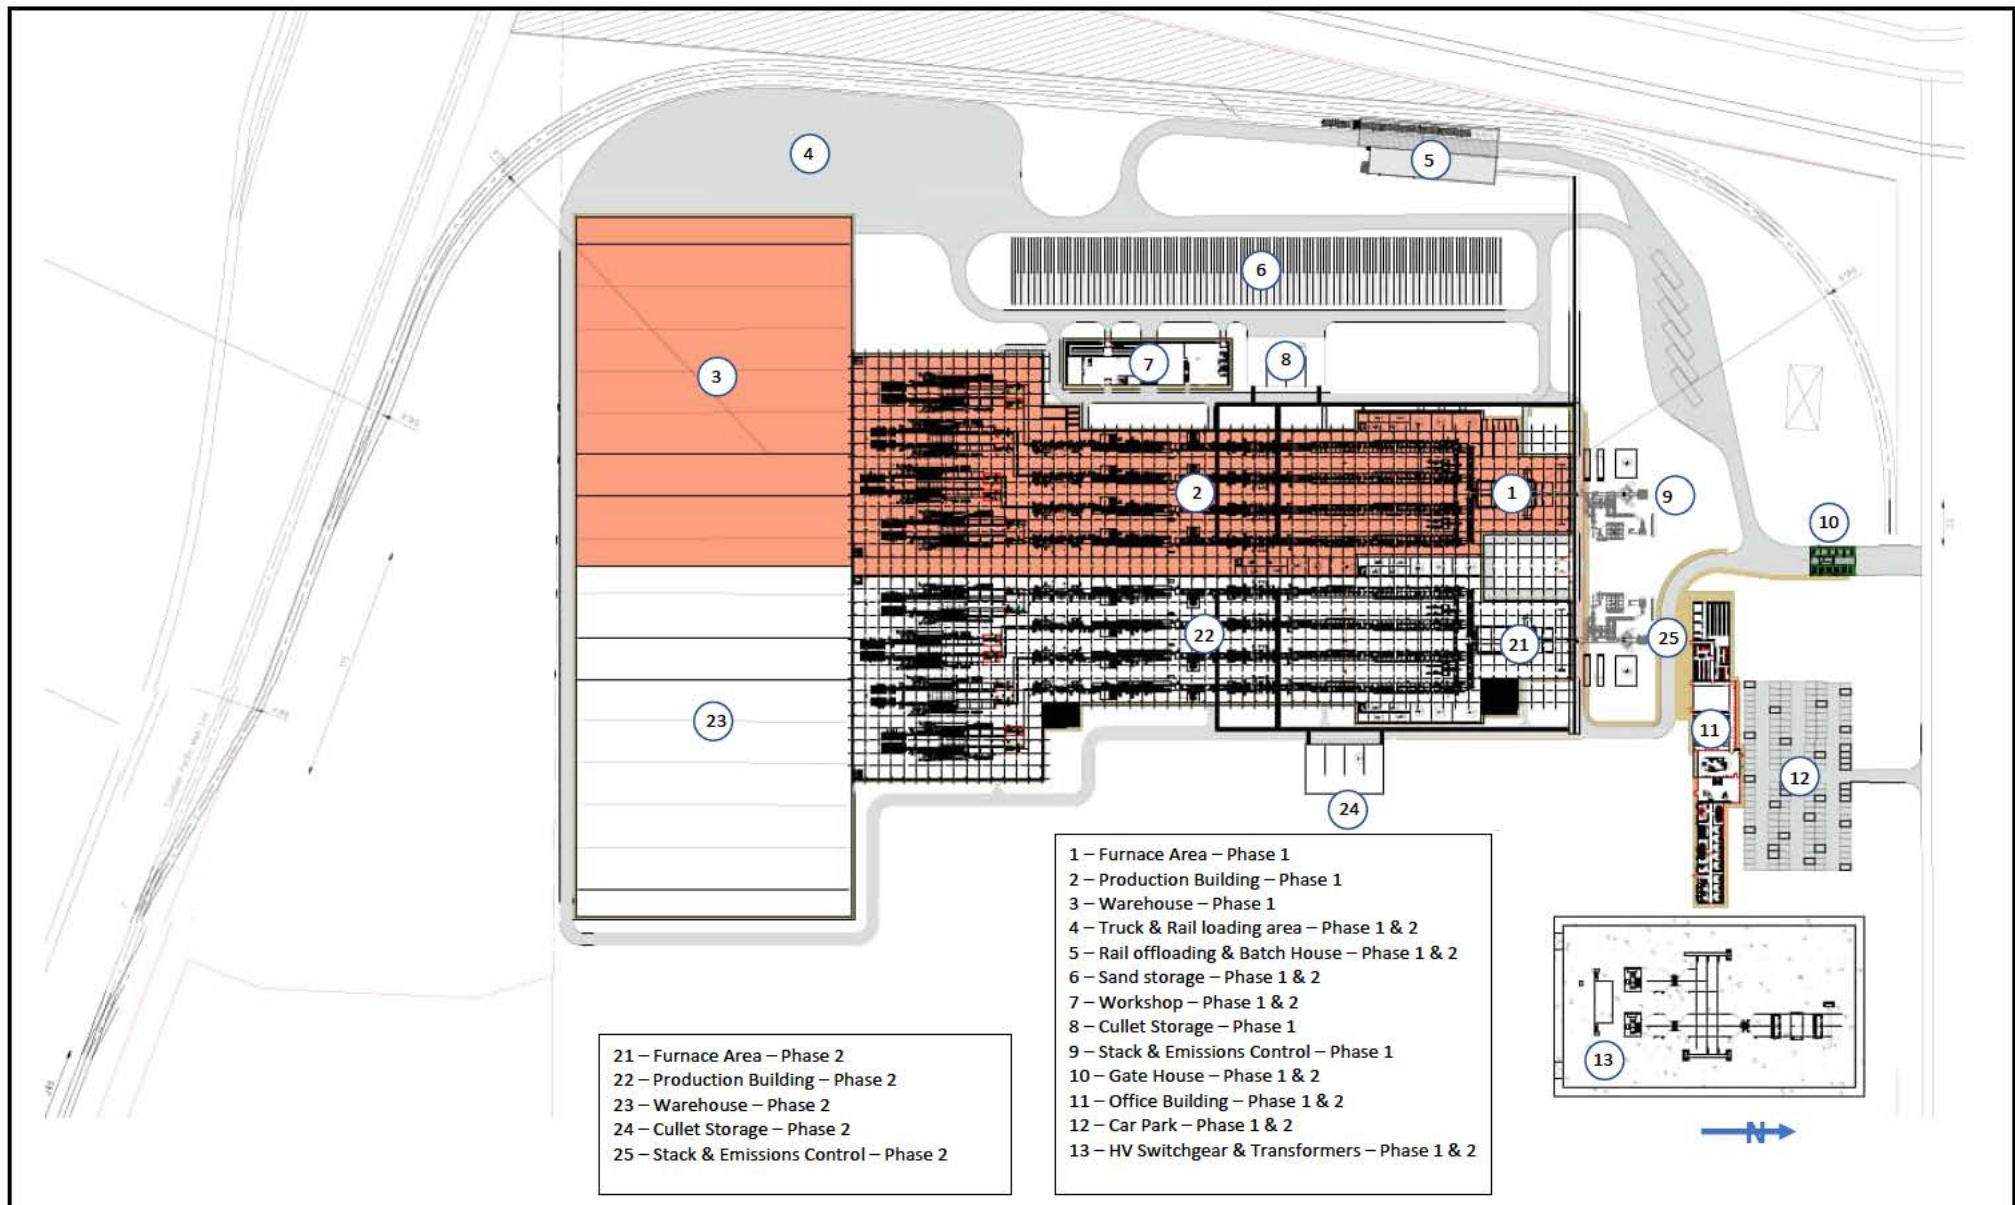 4
5
6
3
7
8
2
1
9
10
22
21
25
23
11
12
24
1 – Furnace Area – Phase 1
2 – Production Building – Phase 1
3 – Warehouse – Phase 1
4 – Truck & Rail loading area – Phase 1 & 2
5 – Rail offloading & Batch House – Phase 1 & 2
6 – Sand storage – Phase 1 & 2
7 – Workshop – Phase 1 & 2
8 – Cullet Storage – Phase 1
9 – Stack & Emissions Control – Phase 1
10 – Gate House – Phase 1 & 2
11 – Office Building – Phase 1 & 2
12 – Car Park – Phase 1 & 2
13 – HV Switchgear & Transformers – Phase 1 & 2
21 – Furnace Area – Phase 2
22 – Production Building – Phase 2
23 – Warehouse – Phase 2
24 – Cullet Storage – Phase 2
25 – Stack & Emissions Control – Phase 2
13
N